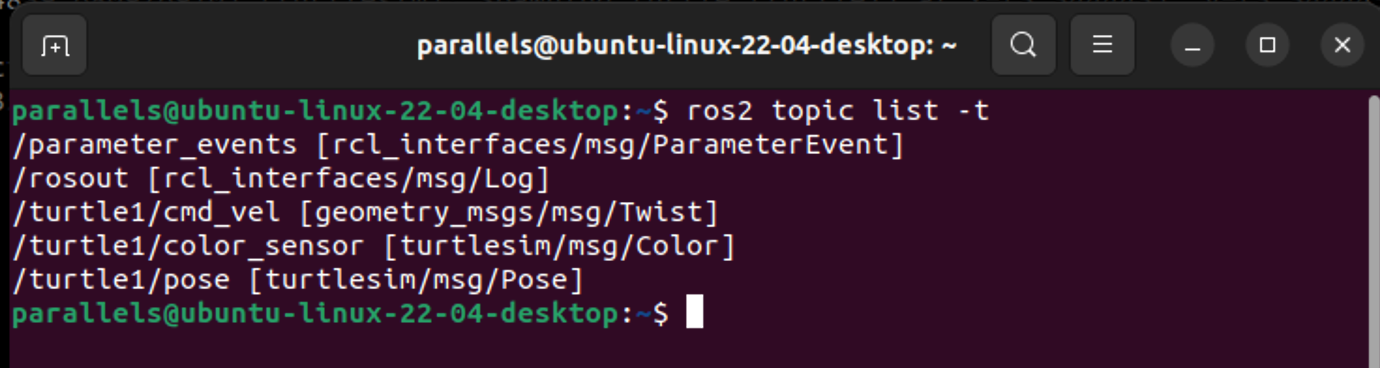 parallels@ubuntu-linux-22-04-desktop: ~
parallels@ubuntu-linux-22-04-desktop:~$ ros2 topic list -t
/parameter_events [rcl_interfaces/msg/ParameterEvent]
/rosout [rcl_interfaces/msg/Log]
/turtle1/cmd_vel [geometry_msgs/msg/Twist]
/turtle1/color_sensor [turtlesim/msg/Color]
/turtle1/pose [turtlesim/msg/Pose]
parallels@ubuntu-linux-22-04-desktop:~$